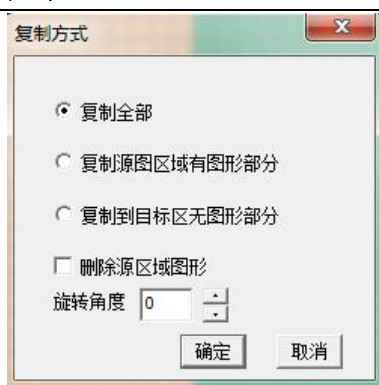 复制方式
复制全部
复制源图区域有图形部分
复制到目标区无图形部分
删除源区域图形
旋转角度 0
确定 取消